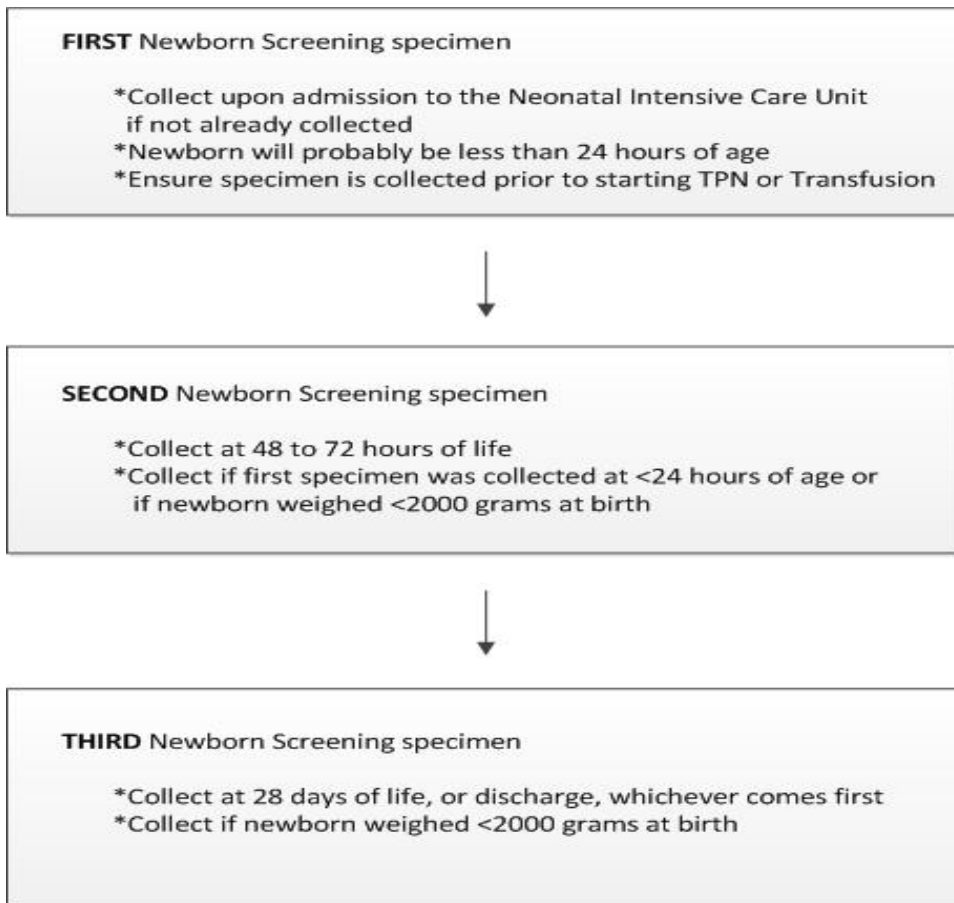 FIRST Newborn Screening specimen
*Collect upon admission to the Neonatal Intensive Care Unit
if not already collected
*Newborn will probably be less than 24 hours of age
*Ensure specimen is collected prior to starting TPN or Transfusion
SECOND Newborn Screening specimen
*Collect at 48 to 72 hours of life
*Collect if first specimen was collected at <24 hours of age or
if newborn weighed <2000 grams at birth
THIRD Newborn Screening specimen
*Collect at 28 days of life, or discharge, whichever comes first
*Collect if newborn weighed <2000 grams at birth